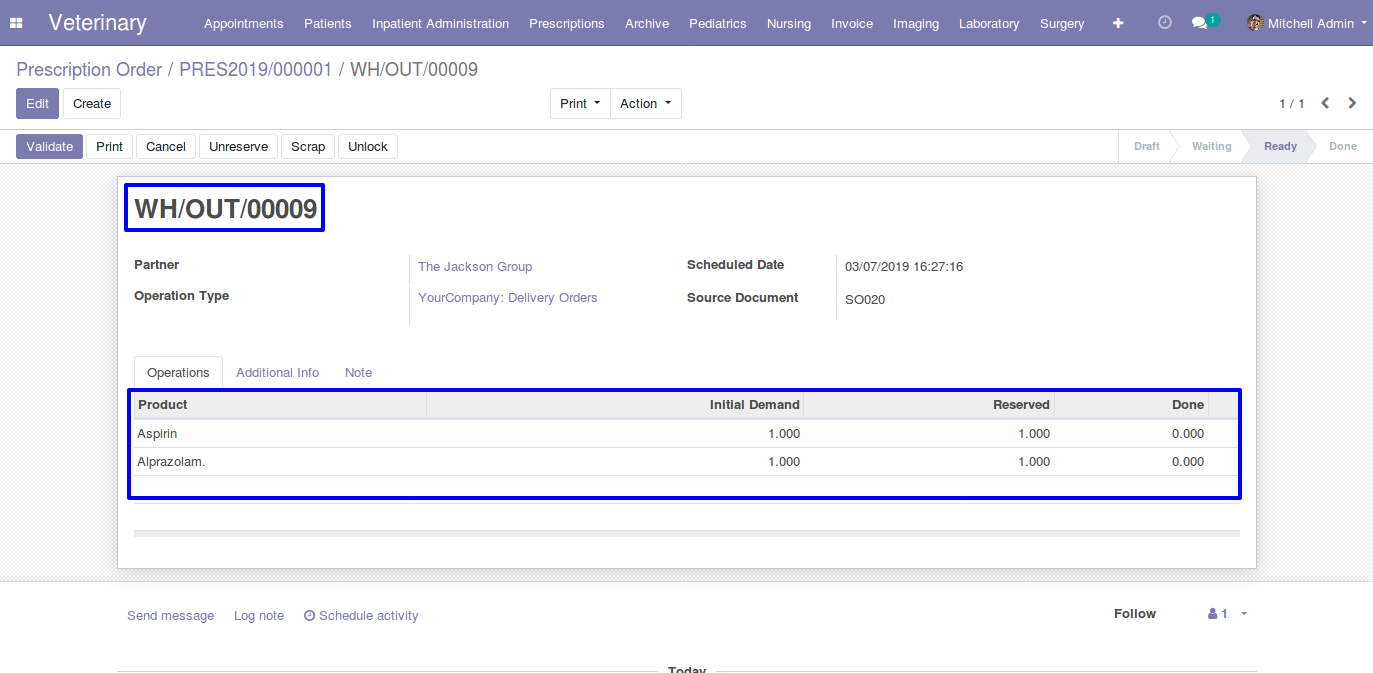 Veterinary Appointments Patients Inpatient Administration Prescriptions Archive Pediatrics Nursing Invoice Imaging Laboratory Surgery + 1 Mitchell Admin
Prescription Order / PRES2019/000001 / WH/OUT/00009
Edit Create Print Action 1 / 1
Validate Print Cancel Unreserve Scrap Unlock Draft Waiting Ready Done
WH/OUT/00009
Partner The Jackson Group Scheduled Date 03/07/2019 16:27:16
Operation Type YourCompany: Delivery Orders Source Document SO020
Operations Additional Info Note
Product Initial Demand Reserved Done
Aspirin 1.000 1.000 0.000
Alprazolam. 1.000 1.000 0.000
Send message Log note Schedule activity Follow 1
Today